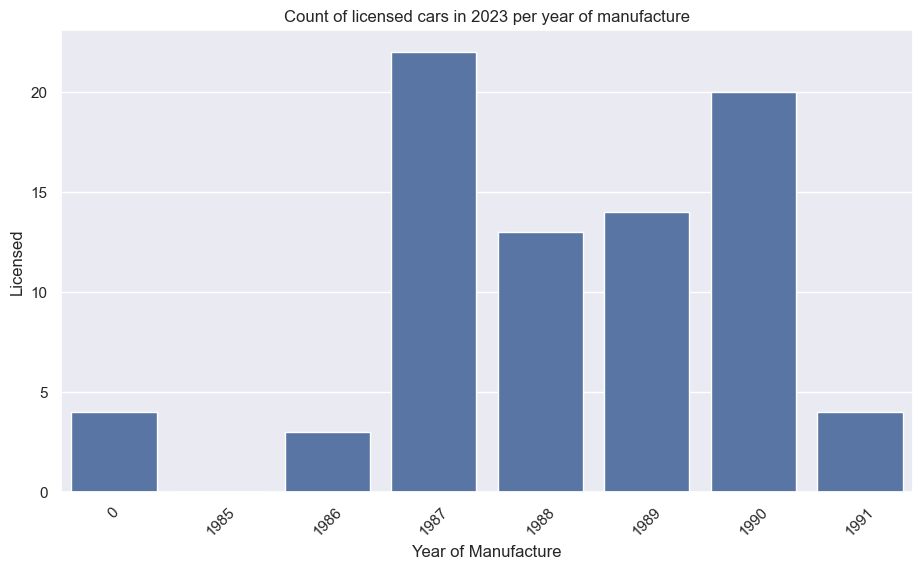 Count of licensed cars in 2023 per year of manufacture
Licensed
20
15
10
5
0
0 1985 1986 1987 1988 1989 1990 1991
Year of Manufacture